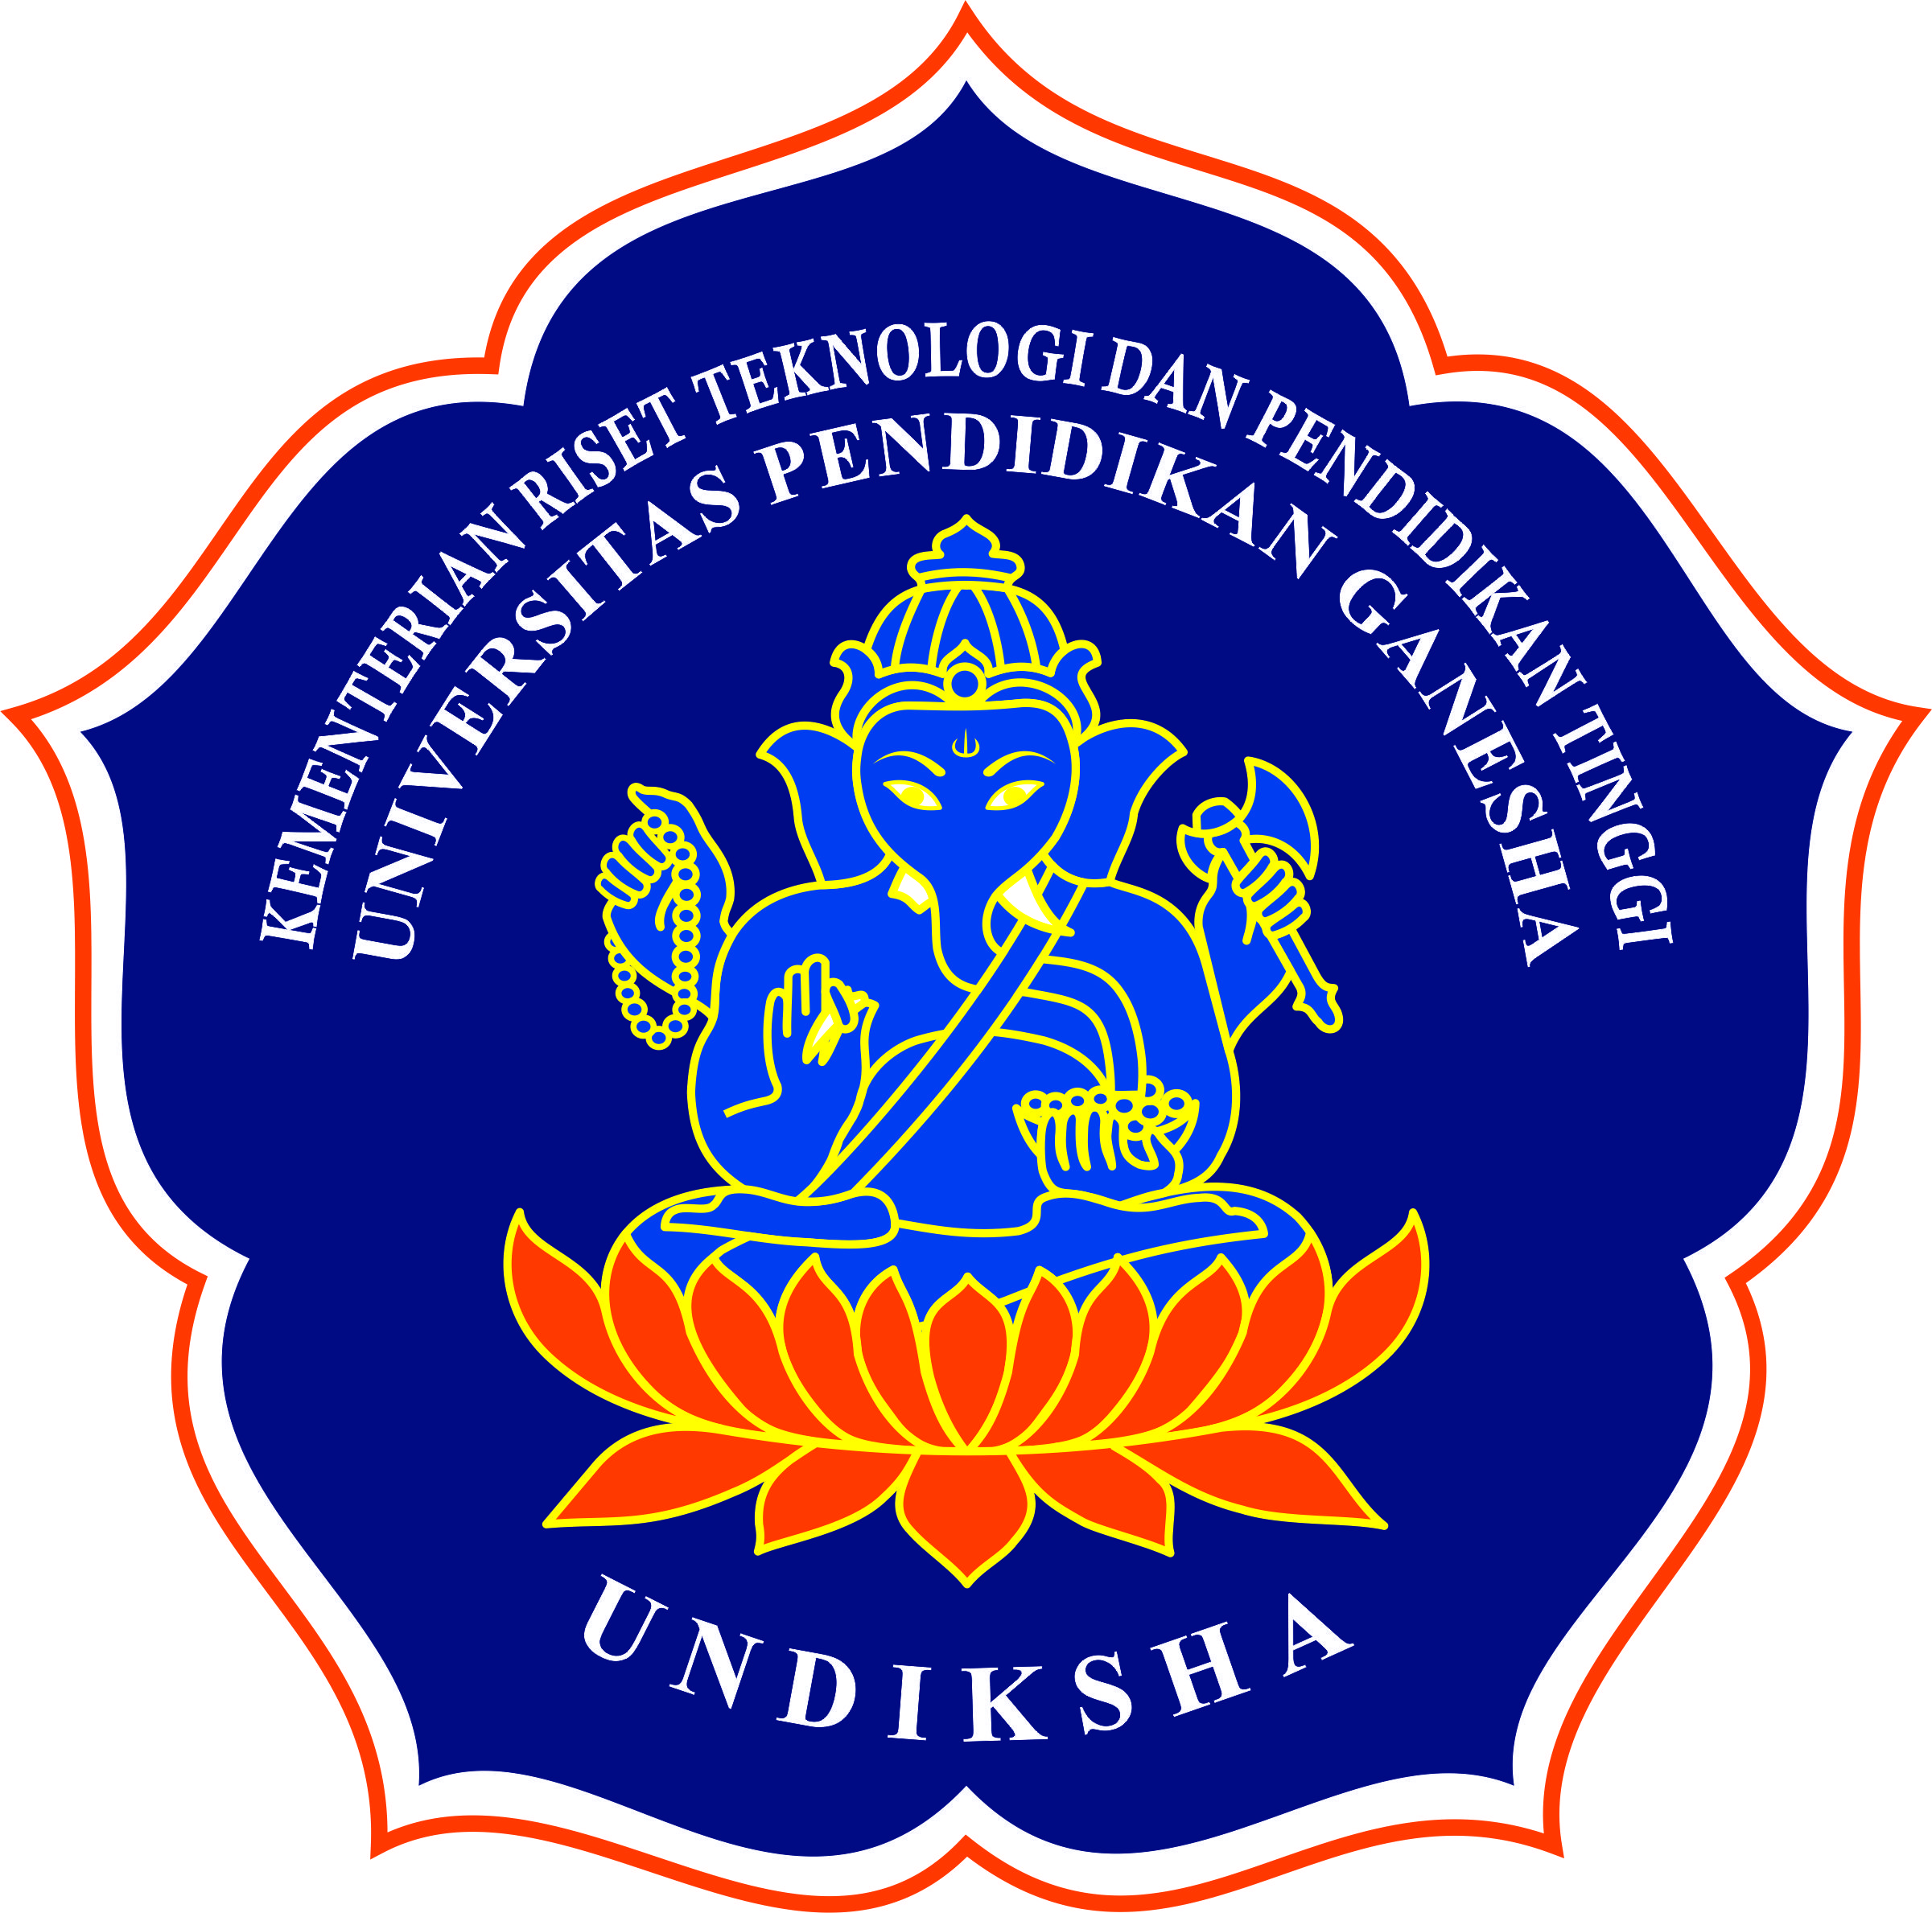 KEMENTERIAN RISET TEKNOLOGI DAN PENDIDIKAN TINGGI
UNIVERSITAS PENDIDIKAN GANESHA
UNDIKSHA